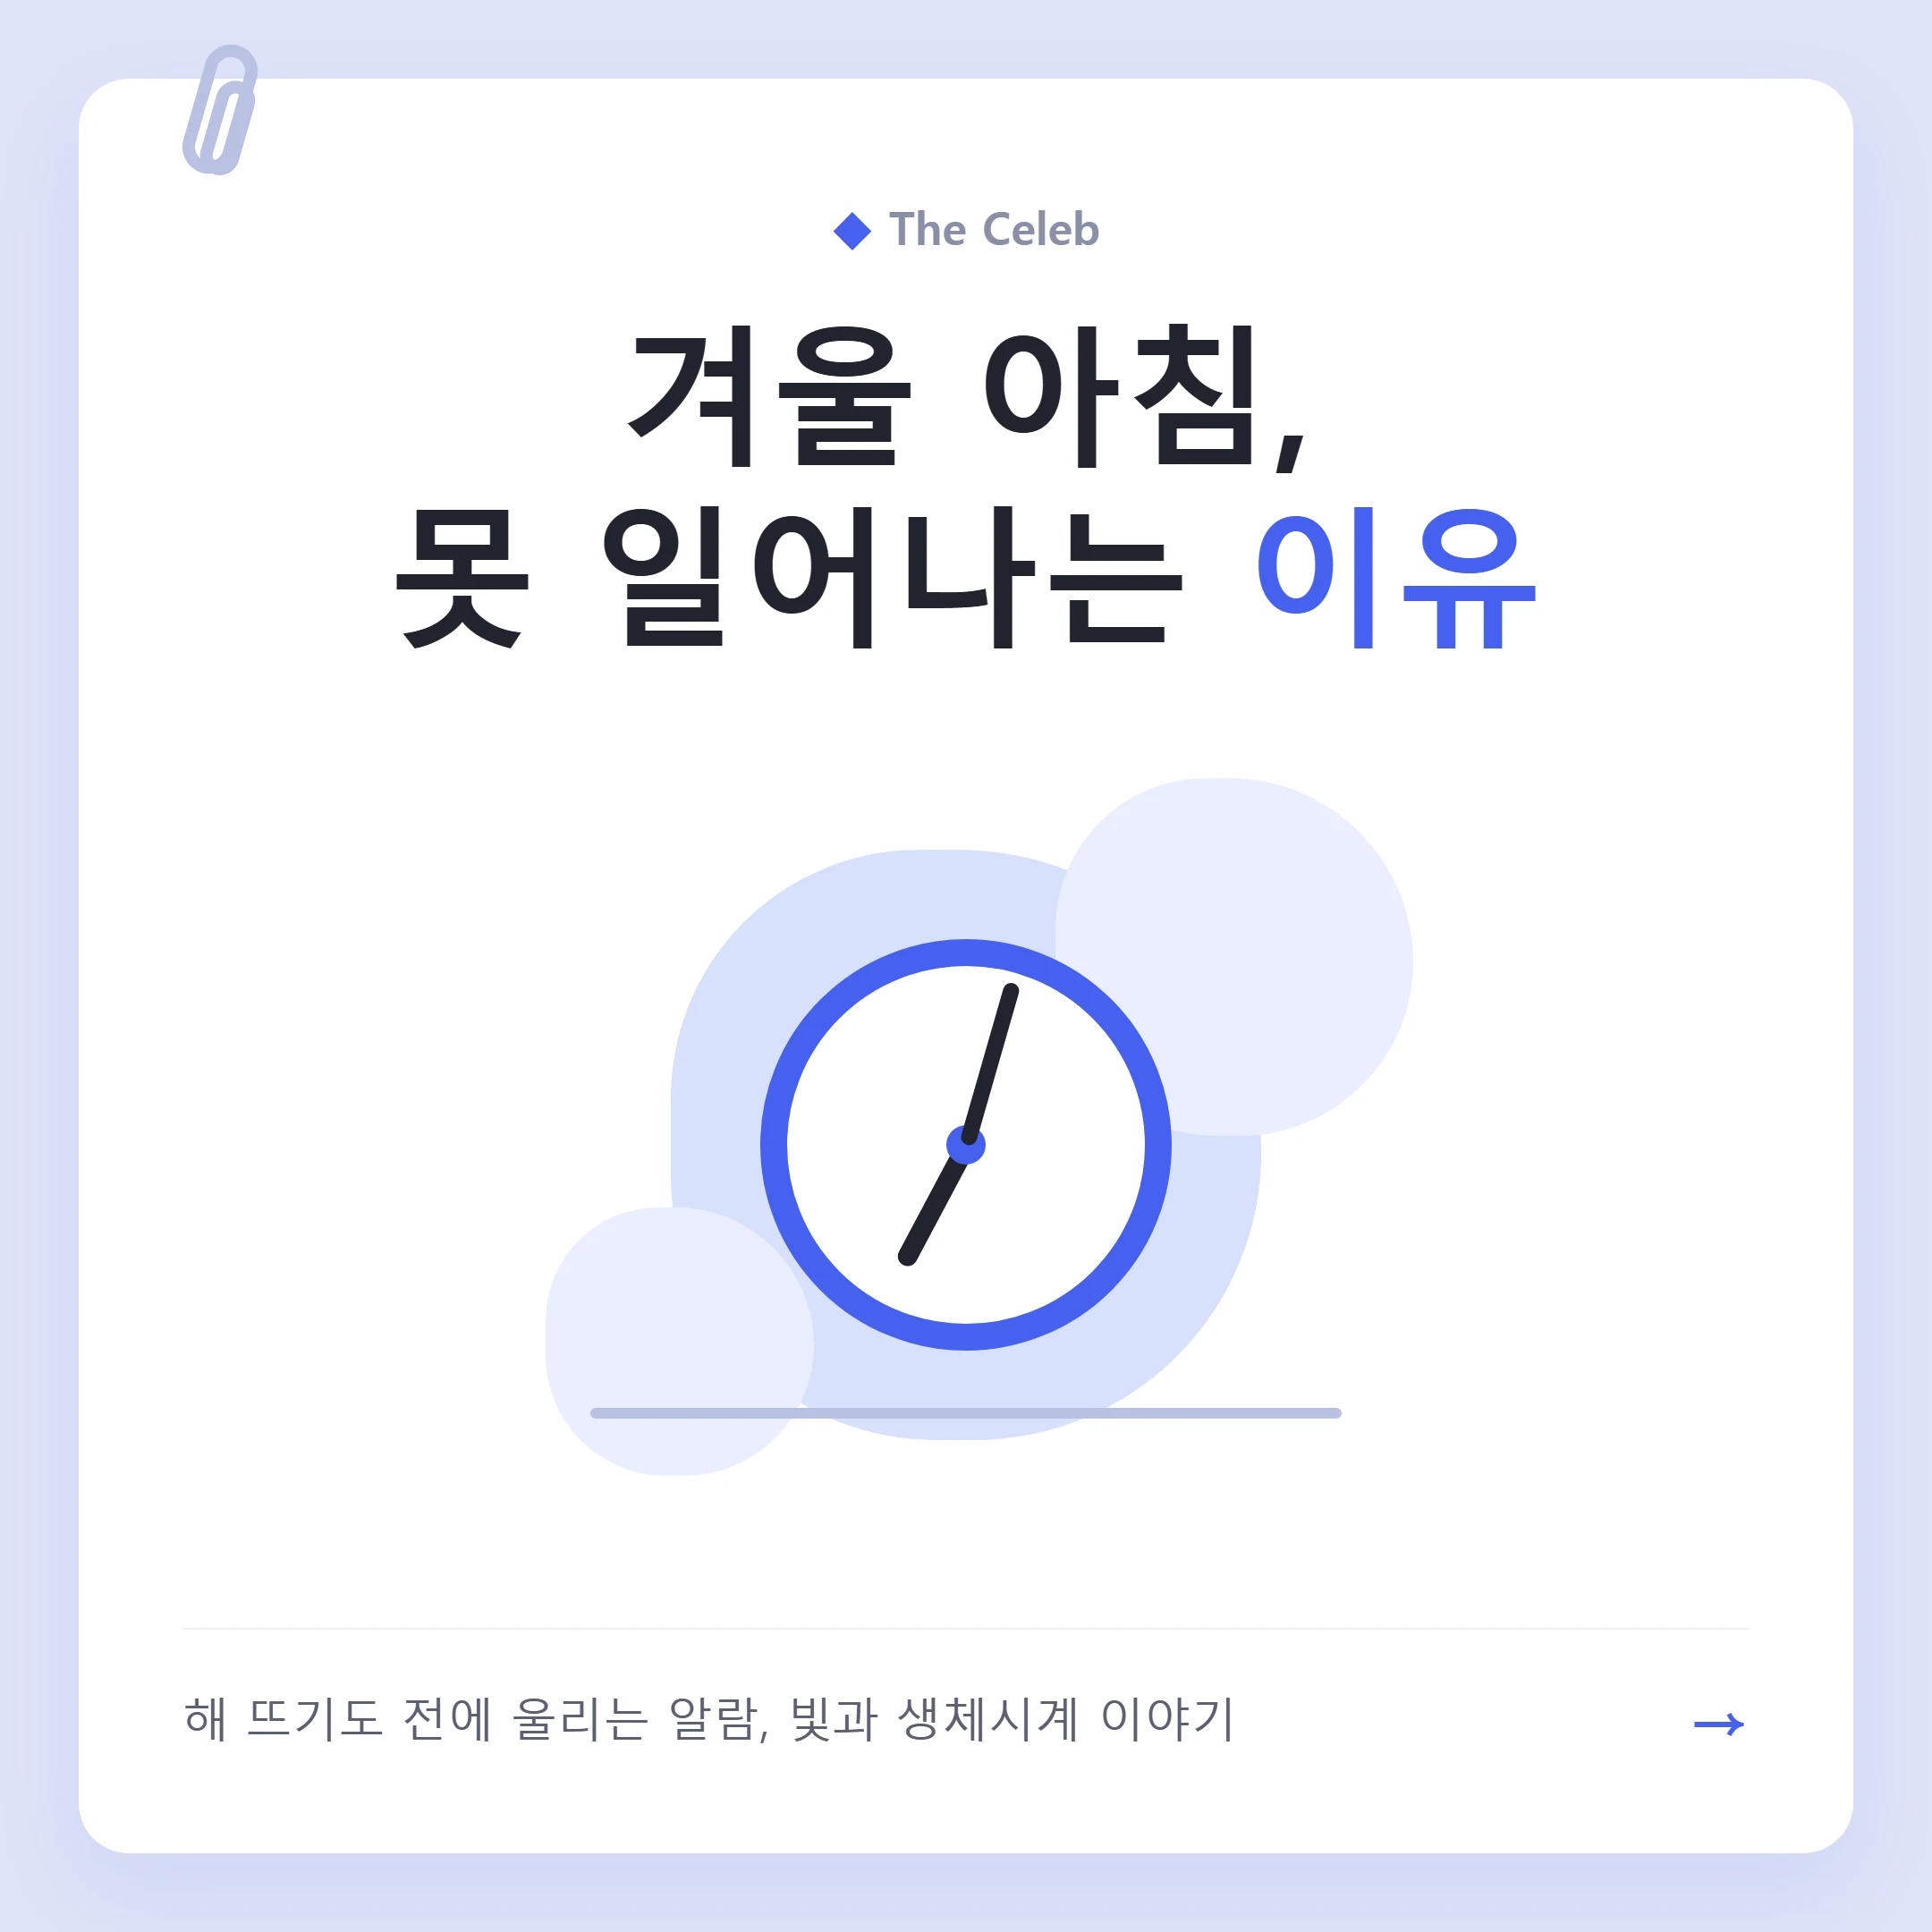 The Celeb
겨울 아침,
못 일어나는 이유
해 뜨기도 전에 울리는 알람, 빛과 생체시계 이야기
→